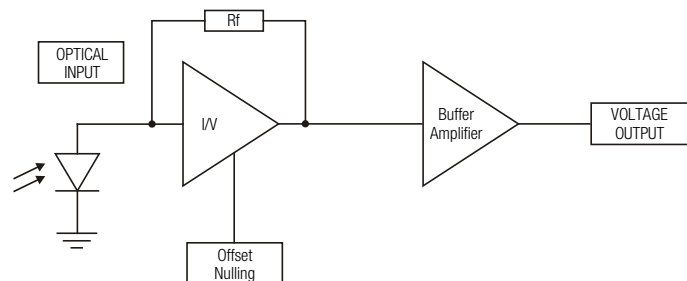 Rf
OPTICAL
INPUT
I/V
Buffer
Amplifier
VOLTAGE
OUTPUT
Offset
Nulling